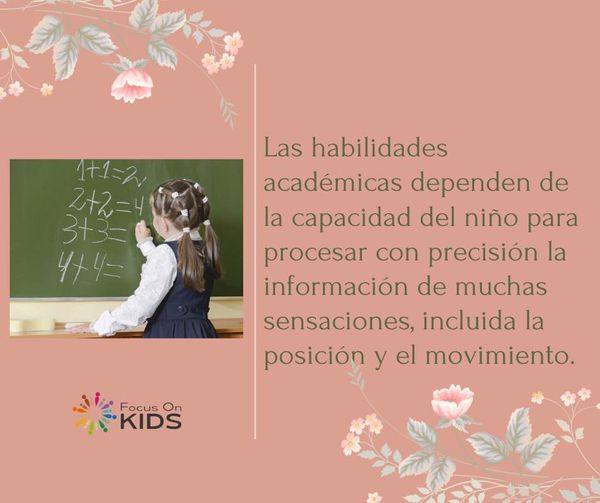 1+1=2
2+2=4
3+3=
4+4=
Las habilidades
académicas dependen de
la capacidad del niño para
procesar con precisión la
información de muchas
sensaciones, incluida la
posición y el movimiento.
Focus On
KIDS